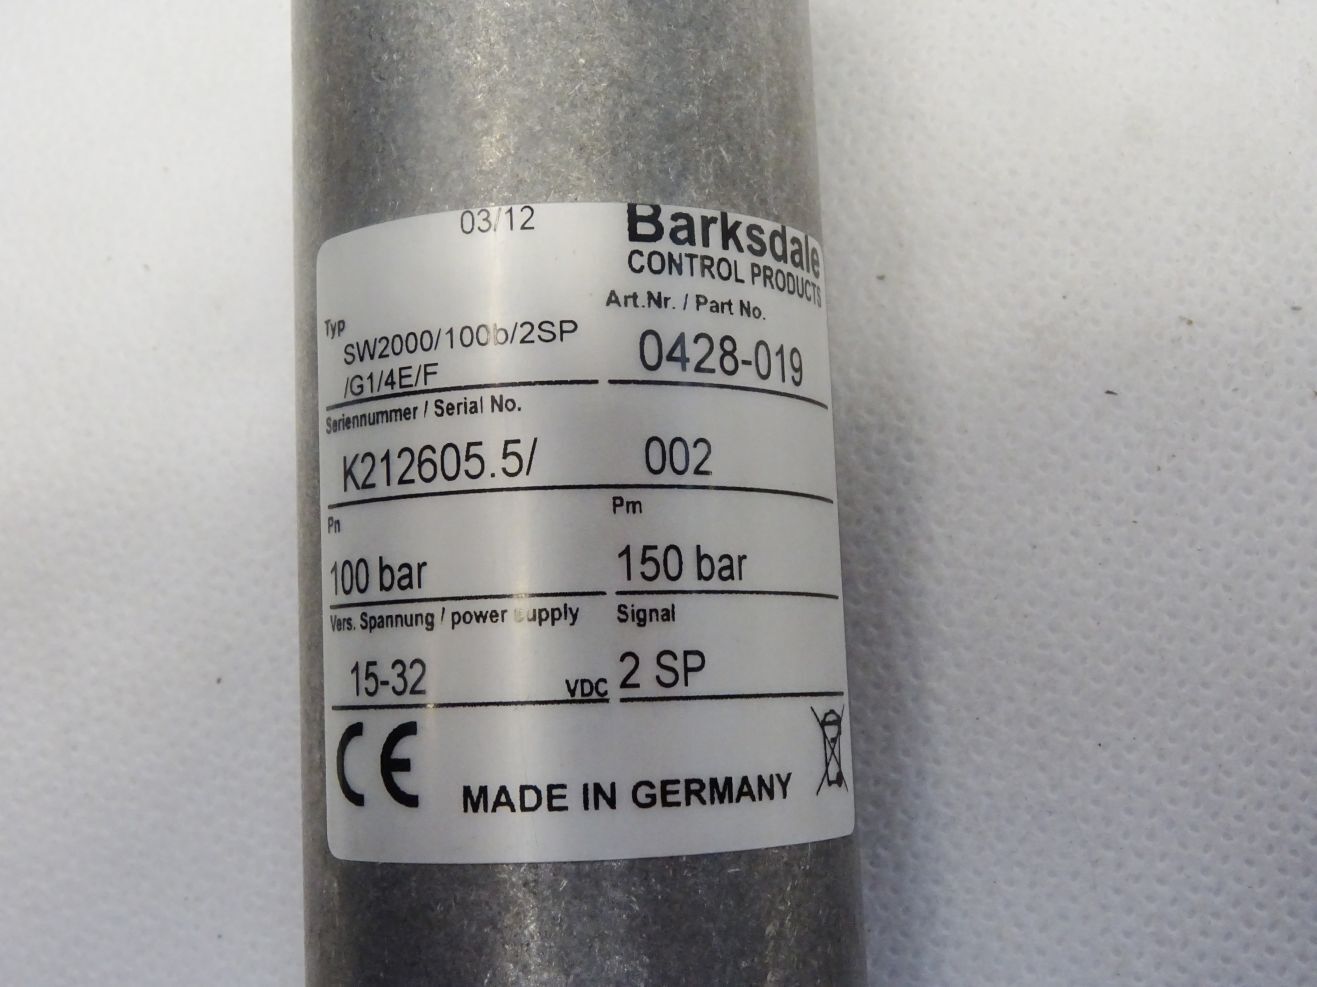 03/12
Barksdale
CONTROL PRODUCTS
Art.Nr. / Part No.
0428-019
Typ
SW2000/100b/2SP
/G1/4E/F
Seriennummer / Serial No.
K212605.5/ 002
Pn Pm
100 bar 150 bar
Vers. Spannung / power supply Signal
15-32 VDC 2 SP
CE
MADE IN GERMANY